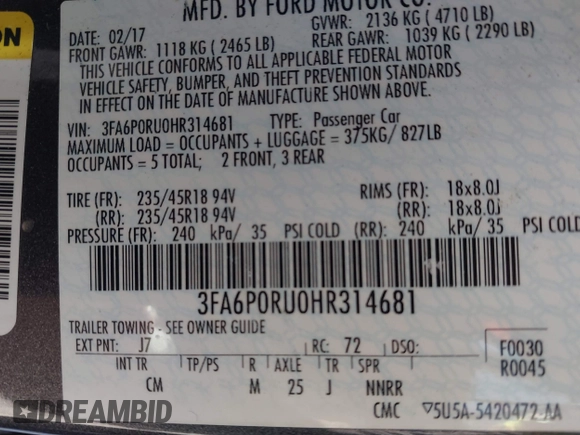 ON
MFD. BY FORD MOTOR CO.
DATE: 02/17 GVWR: 2136 KG ( 4710 LB)
FRONT GAWR: 1118 KG ( 2465 LB) REAR GAWR: 1039 KG ( 2290 LB)
THIS VEHICLE CONFORMS TO ALL APPLICABLE FEDERAL MOTOR
VEHICLE SAFETY, BUMPER, AND THEFT PREVENTION STANDARDS
IN EFFECT ON THE DATE OF MANUFACTURE SHOWN ABOVE.
VIN: 3FA6P0RU0HR314681 TYPE: Passenger Car
MAXIMUM LOAD = OCCUPANTS + LUGGAGE = 375KG/ 827LB
OCCUPANTS = 5 TOTAL; 2 FRONT, 3 REAR
TIRE (FR): 235/45R18 94V RIMS (FR): 18x8.0J
(RR): 235/45R18 94V (RR): 18x8.0J
PRESSURE (FR): 240 kPa/ 35 PSI COLD (RR): 240 kPa/ 35 PSI COLD
3FA6P0RU0HR314681
TRAILER TOWING - SEE OWNER GUIDE
EXT PNT: J7 RC: 72 DSO: F0030
R0045
INT TR TP/PS R AXLE TR SPR
CM M 25 J NNRR
CMC ▽5U5A-5420472-AA
DREAMBID